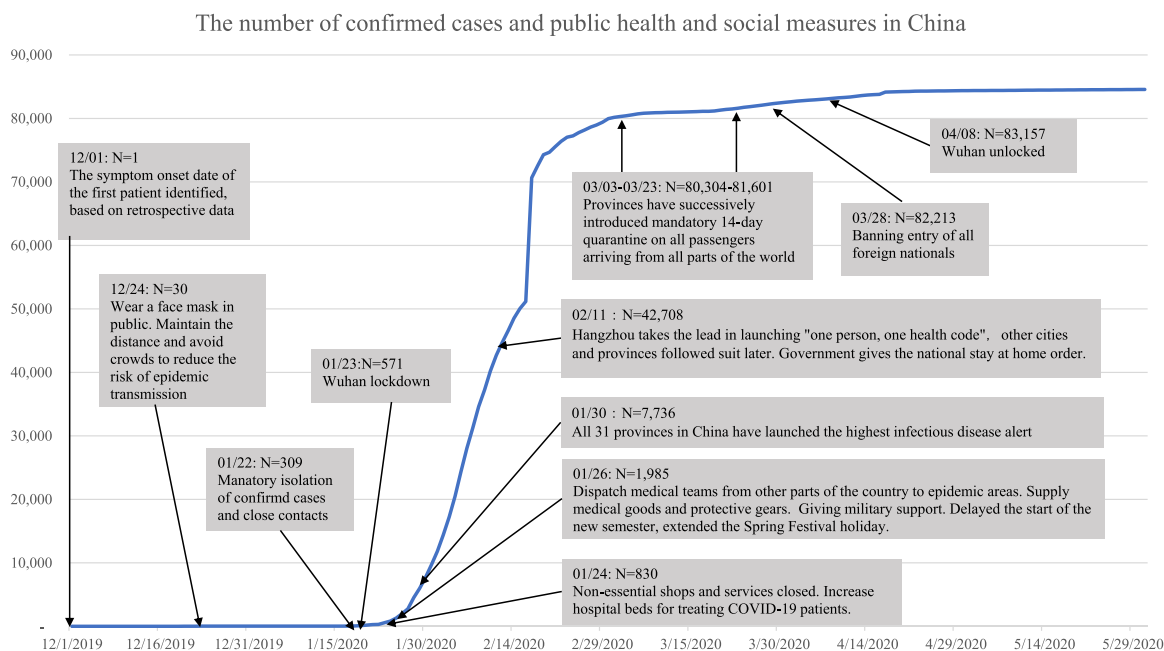 The number of confirmed cases and public health and social measures in China
90,000
80,000
70,000
60,000
50,000
40,000
30,000
20,000
10,000
-
12/01: N=1
The symptom onset date of
the first patient identified,
based on retrospective data
12/24: N=30
Wear a face mask in
public. Maintain the
distance and avoid
crowds to reduce the
risk of epidemic
transmission
01/22: N=309
Manatory isolation
of confirmd cases
and close contacts
01/23:N=571
Wuhan lockdown
03/03-03/23: N=80,304-81,601
Provinces have successively
introduced mandatory 14-day
quarantine on all passengers
arriving from all parts of the world
04/08: N=83,157
Wuhan unlocked
03/28: N=82,213
Banning entry of all
foreign nationals
02/11：N=42,708
Hangzhou takes the lead in launching "one person, one health code"， other cities
and provinces followed suit later. Government gives the national stay at home order.
01/30：N=7,736
All 31 provinces in China have launched the highest infectious disease alert
01/26: N=1,985
Dispatch medical teams from other parts of the country to epidemic areas. Supply
medical goods and protective gears. Giving military support. Delayed the start of the
new semester, extended the Spring Festival holiday.
01/24: N=830
Non-essential shops and services closed. Increase
hospital beds for treating COVID-19 patients.
12/1/2019 12/16/2019 12/31/2019 1/15/2020 1/30/2020 2/14/2020 2/29/2020 3/15/2020 3/30/2020 4/14/2020 4/29/2020 5/14/2020 5/29/2020